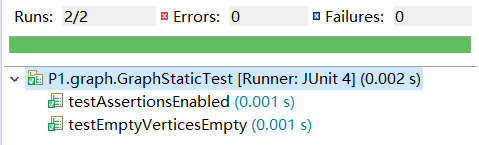 Runs: 2/2 Errors: 0 Failures: 0
P1.graph.GraphStaticTest [Runner: JUnit 4] (0.002 s)
testAssertionsEnabled (0.001 s)
testEmptyVerticesEmpty (0.001 s)